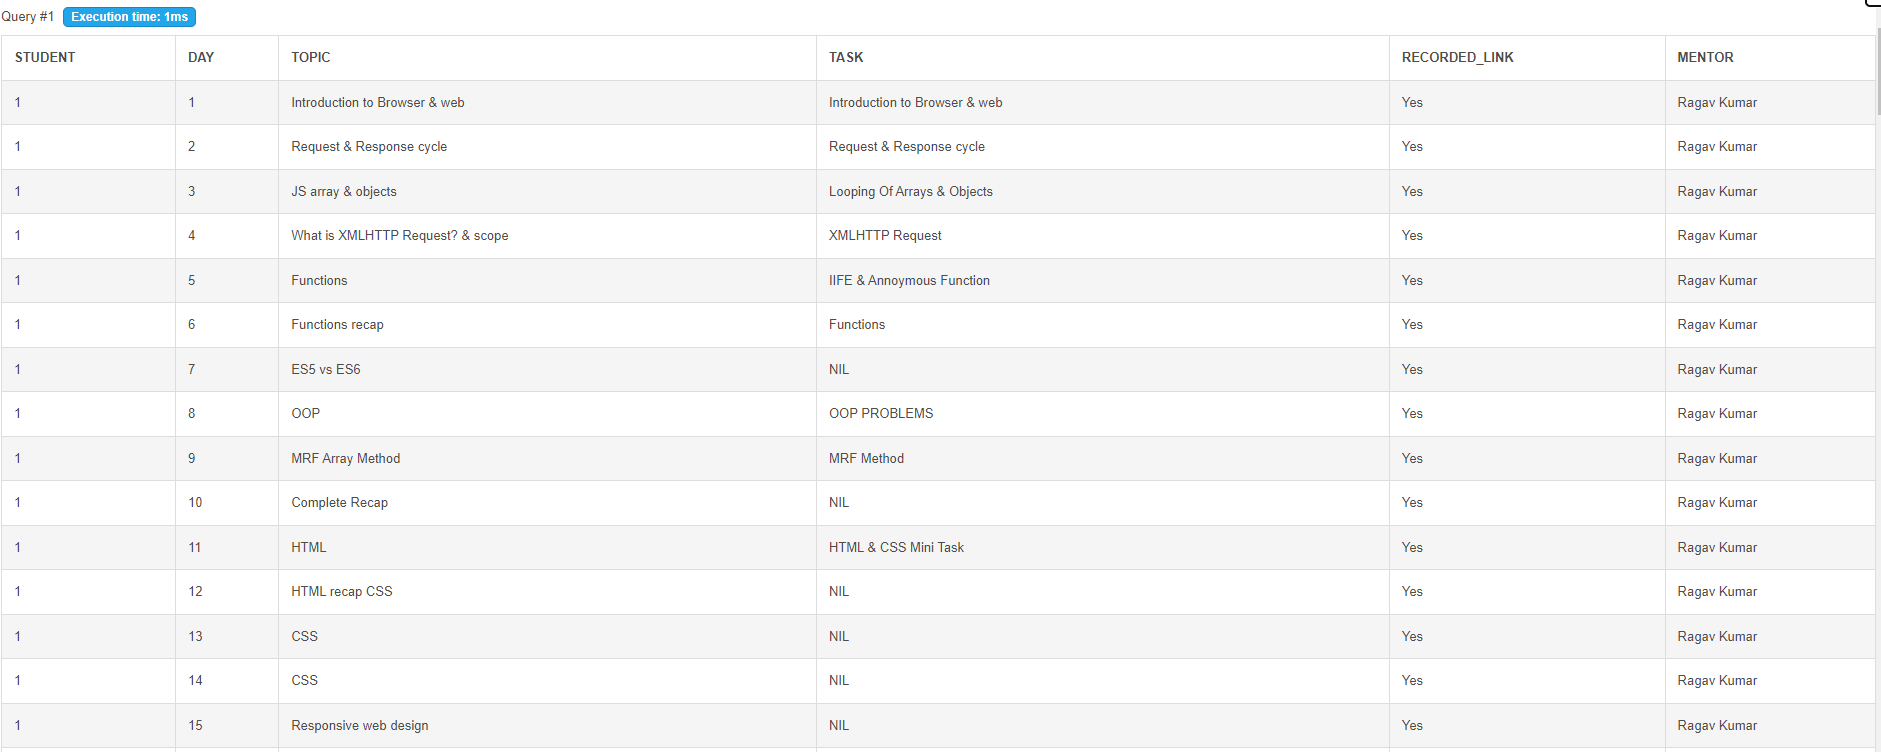 Query #1 Execution time: 1ms
STUDENT DAY TOPIC TASK RECORDED_LINK MENTOR
1 1 Introduction to Browser & web Introduction to Browser & web Yes Ragav Kumar
1 2 Request & Response cycle Request & Response cycle Yes Ragav Kumar
1 3 JS array & objects Looping Of Arrays & Objects Yes Ragav Kumar
1 4 What is XMLHTTP Request? & scope XMLHTTP Request Yes Ragav Kumar
1 5 Functions IIFE & Annoymous Function Yes Ragav Kumar
1 6 Functions recap Functions Yes Ragav Kumar
1 7 ES5 vs ES6 NIL Yes Ragav Kumar
1 8 OOP OOP PROBLEMS Yes Ragav Kumar
1 9 MRF Array Method MRF Method Yes Ragav Kumar
1 10 Complete Recap NIL Yes Ragav Kumar
1 11 HTML HTML & CSS Mini Task Yes Ragav Kumar
1 12 HTML recap CSS NIL Yes Ragav Kumar
1 13 CSS NIL Yes Ragav Kumar
1 14 CSS NIL Yes Ragav Kumar
1 15 Responsive web design NIL Yes Ragav Kumar